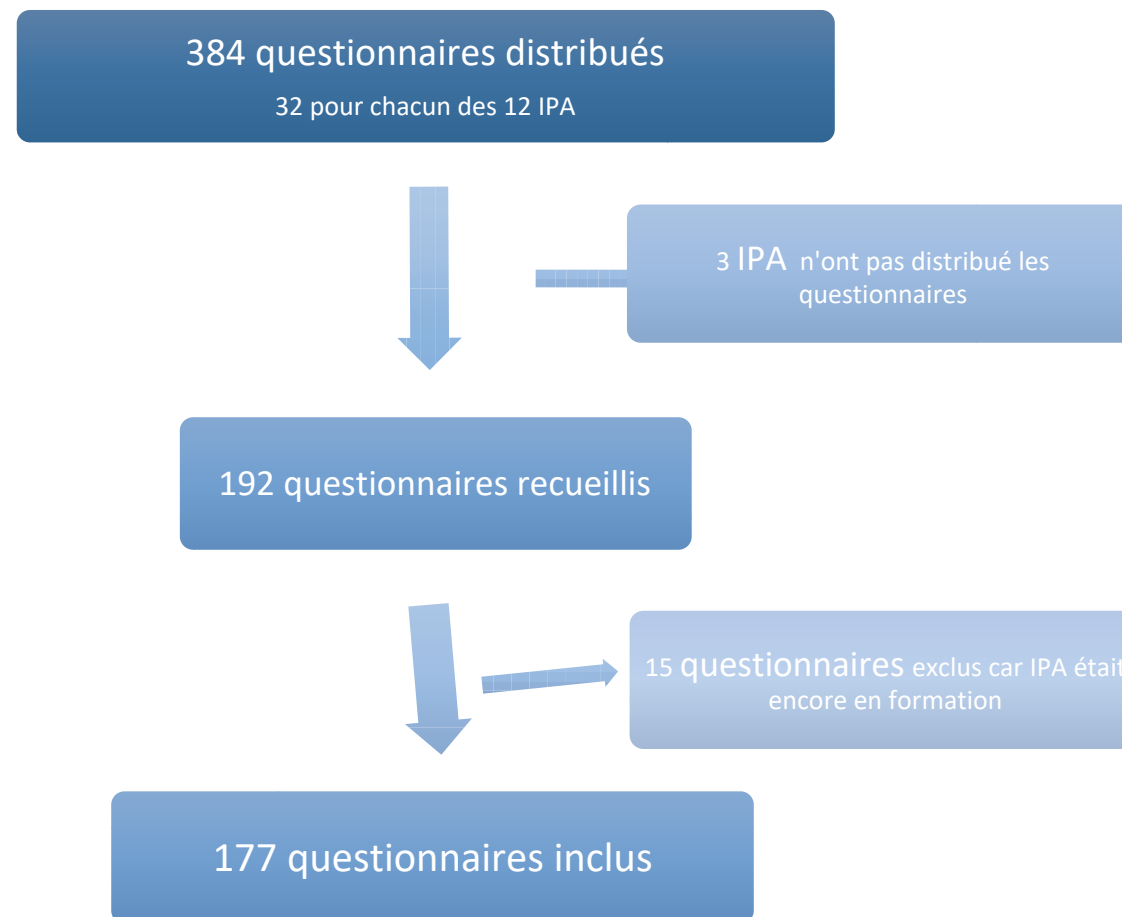 384 questionnaires distribués
32 pour chacun des 12 IPA
3 IPA n'ont pas distribué les
questionnaires
192 questionnaires recueillis
15 questionnaires exclus car IPA était
encore en formation
177 questionnaires inclus